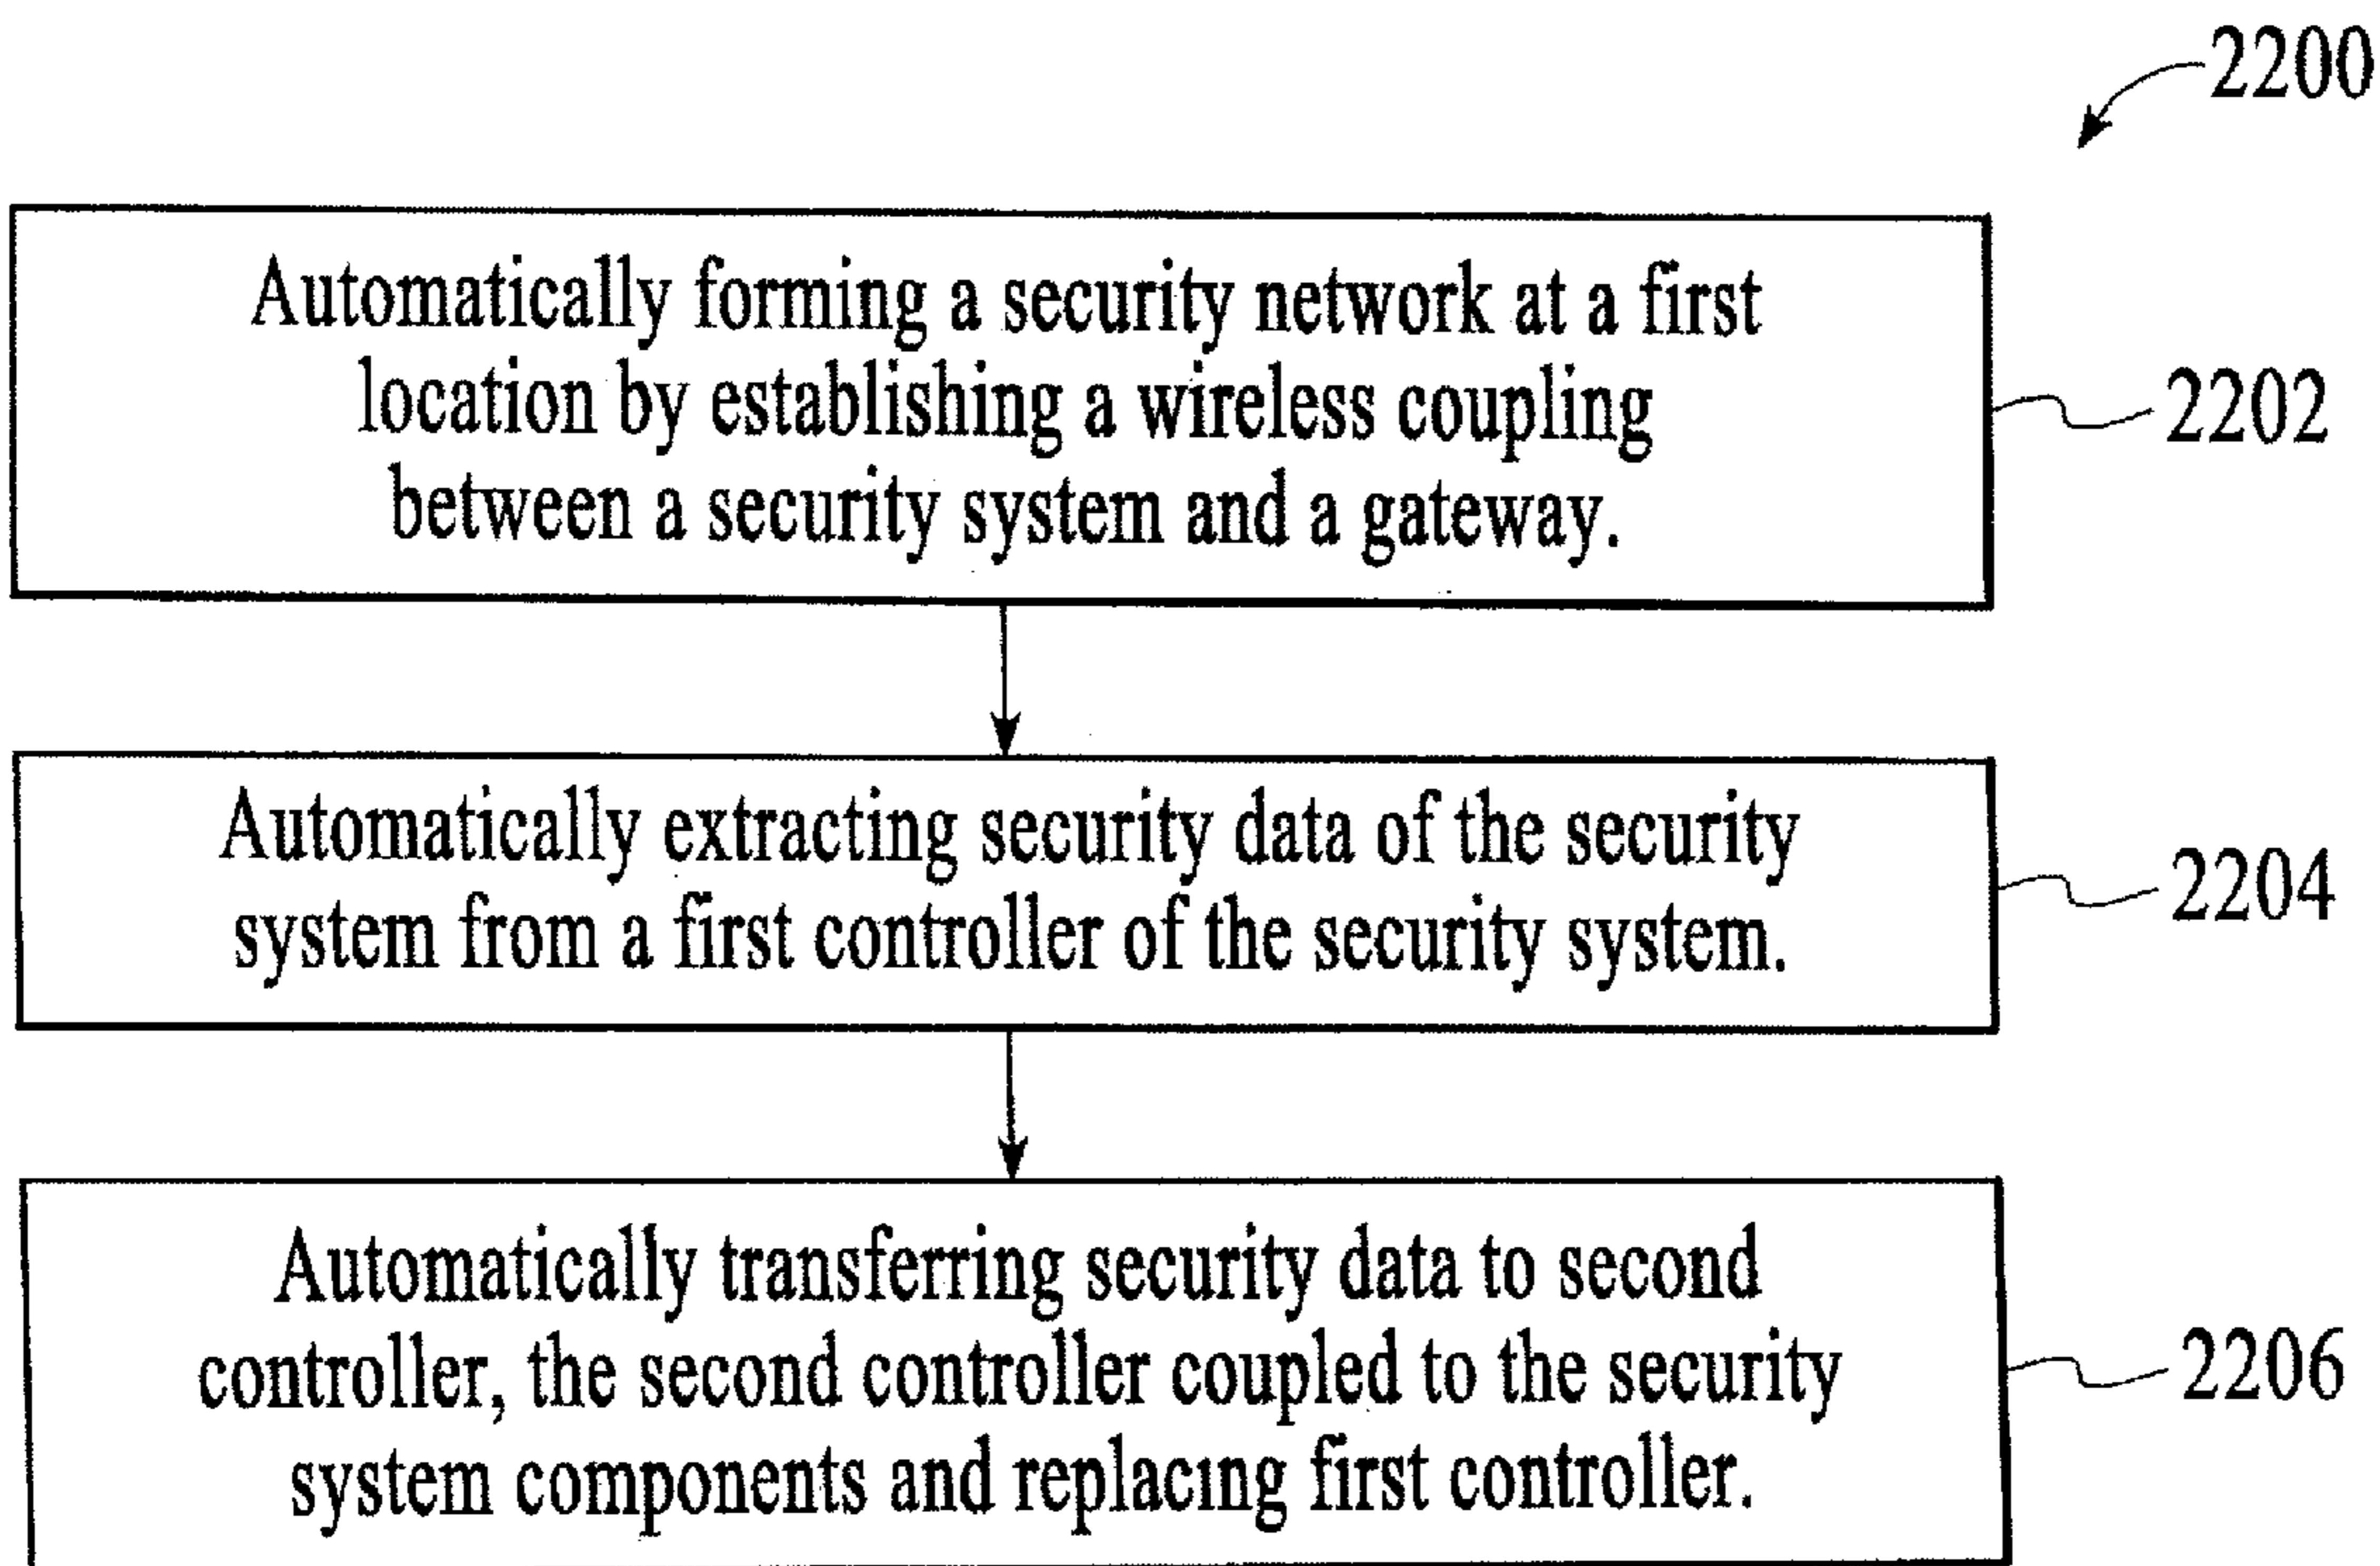 2200
Automatically forming a security network at a first
location by establishing a wireless coupling
between a security system and a gateway.
2202
Automatically extracting security data of the security
system from a first controller of the security system.
2204
Automatically transferring security data to second
controller, the second controller coupled to the security
system components and replacing first controller.
2206